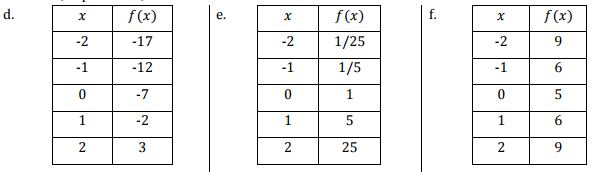 d. x f(x) e. x f(x) f. x f(x)
-2 -17 -2 1/25 -2 9
-1 -12 -1 1/5 -1 6
0 -7 0 1 0 5
1 -2 1 5 1 6
2 3 2 25 2 9